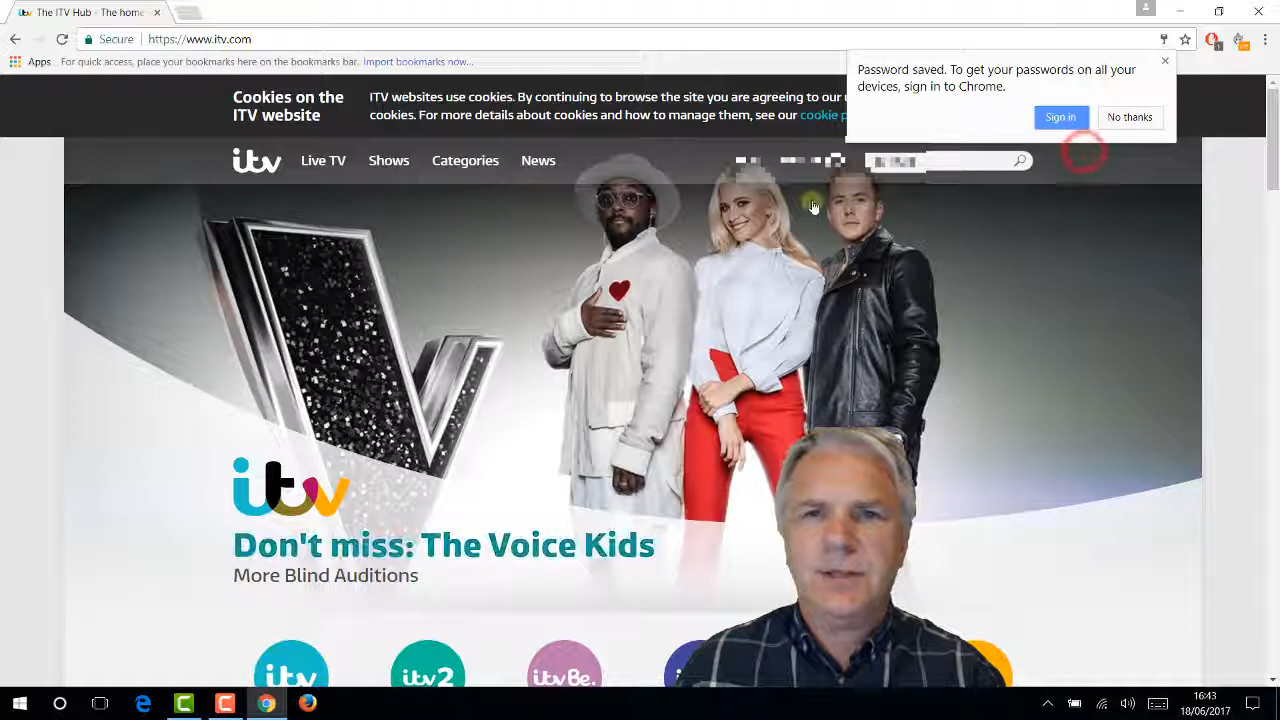 itv The ITV Hub - The home
Secure https://www.itv.com
Apps For quick access, place your bookmarks here on the bookmarks bar. Import bookmarks now...
Password saved. To get your passwords on all your
devices, sign in to Chrome.
Sign in No thanks
Cookies on the
ITV website
ITV websites use cookies. By continuing to browse the site you are agreeing to our
cookies. For more details about cookies and how to manage them, see our cookie
itv Live TV Shows Categories News
itv
Don't miss: The Voice Kids
More Blind Auditions
itv itv2 itvBe.
16:43
18/06/2017